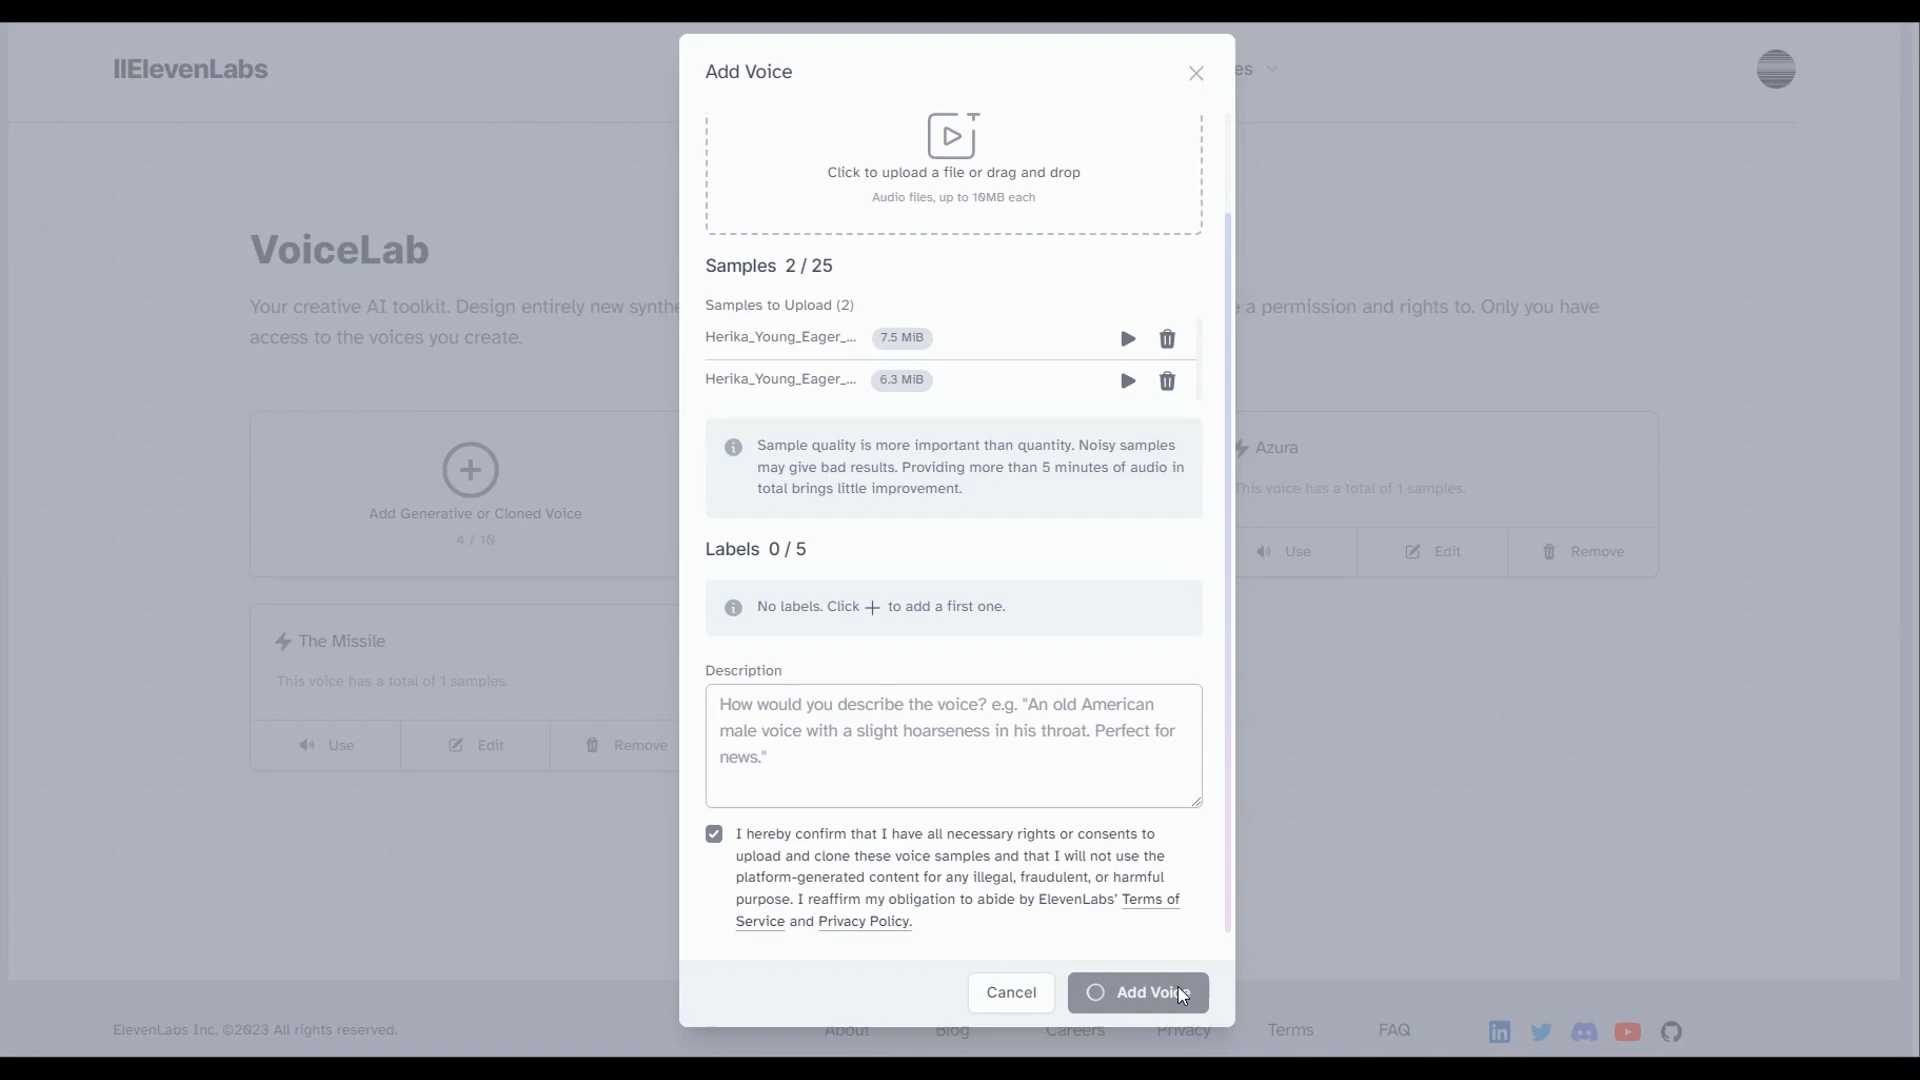 IIElevenLabs
es
VoiceLab
Your creative AI toolkit. Design entirely new synthe
e a permission and rights to. Only you have
access to the voices you create.
Add Generative or Cloned Voice
4 / 10
Azura
This voice has a total of 1 samples.
Use
Edit
Remove
The Missile
This voice has a total of 1 samples.
Use
Edit
Remove
Add Voice
Click to upload a file or drag and drop
Audio files, up to 10MB each
Samples 2 / 25
Samples to Upload (2)
Herika_Young_Eager_... 7.5 MiB
Herika_Young_Eager_... 6.3 MiB
Sample quality is more important than quantity. Noisy samples
may give bad results. Providing more than 5 minutes of audio in
total brings little improvement.
Labels 0 / 5
No labels. Click + to add a first one.
Description
How would you describe the voice? e.g. "An old American
male voice with a slight hoarseness in his throat. Perfect for
news."
I hereby confirm that I have all necessary rights or consents to
upload and clone these voice samples and that I will not use the
platform-generated content for any illegal, fraudulent, or harmful
purpose. I reaffirm my obligation to abide by ElevenLabs' Terms of
Service and Privacy Policy.
Cancel
Add Voice
ElevenLabs Inc. ©2023 All rights reserved.
About
Blog
Careers
Privacy
Terms
FAQ